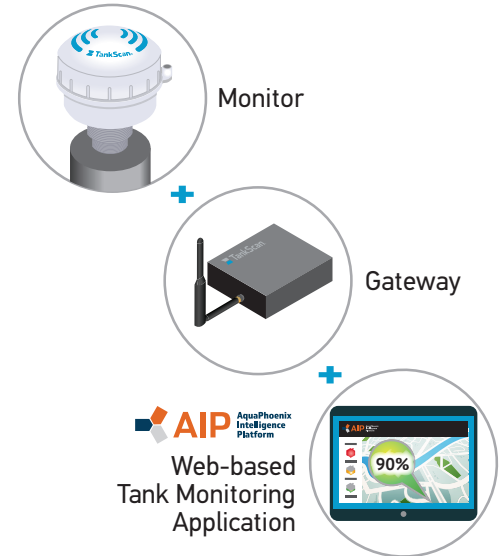 TankScan.
Monitor
TankScan
Gateway
AIP AquaPhoenix
Intelligence
Platform
Web-based
Tank Monitoring
Application
AIP
90%